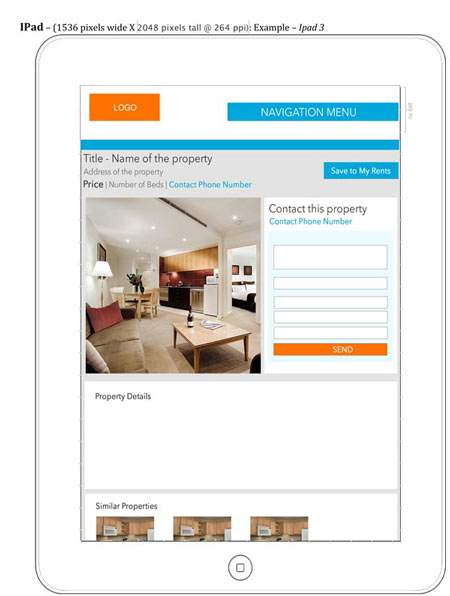 IPad – (1536 pixels wide X 2048 pixels tall @ 264 ppi): Example – Ipad 3
LOGO
NAVIGATION MENU
Title - Name of the property
Address of the property
Price | Number of Beds | Contact Phone Number
Save to My Rents
Contact this property
Contact Phone Number
SEND
Property Details
Similar Properties